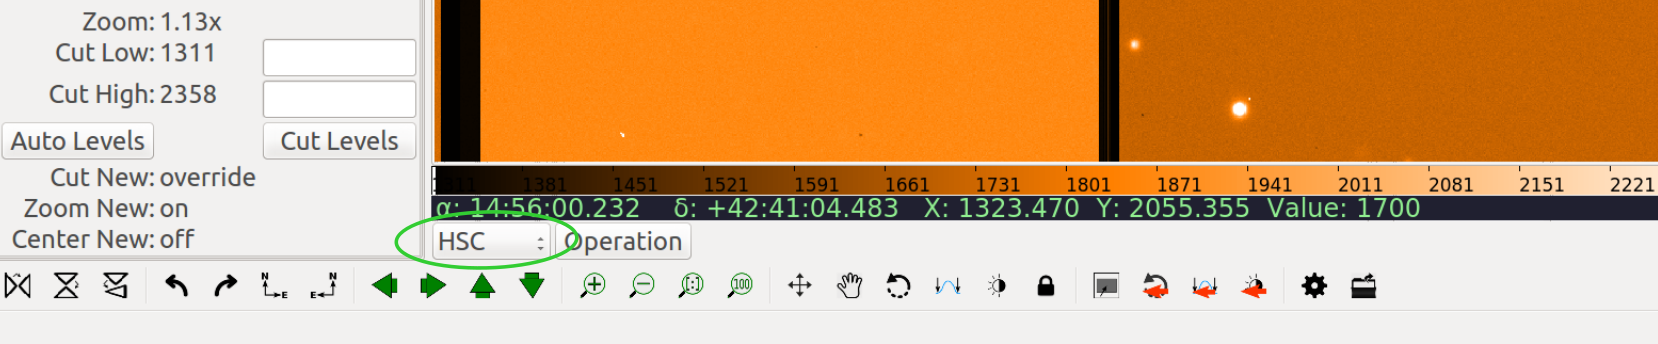 Zoom: 1.13x
Cut Low: 1311
Cut High: 2358
Auto Levels Cut Levels
Cut New: override
Zoom New: on
Center New: off
1311 1381 1451 1521 1591 1661 1731 1801 1871 1941 2011 2081 2151 2221
α: 14:56:00.232 δ: +42:41:04.483 X: 1323.470 Y: 2055.355 Value: 1700
HSC Operation
N E N E 100